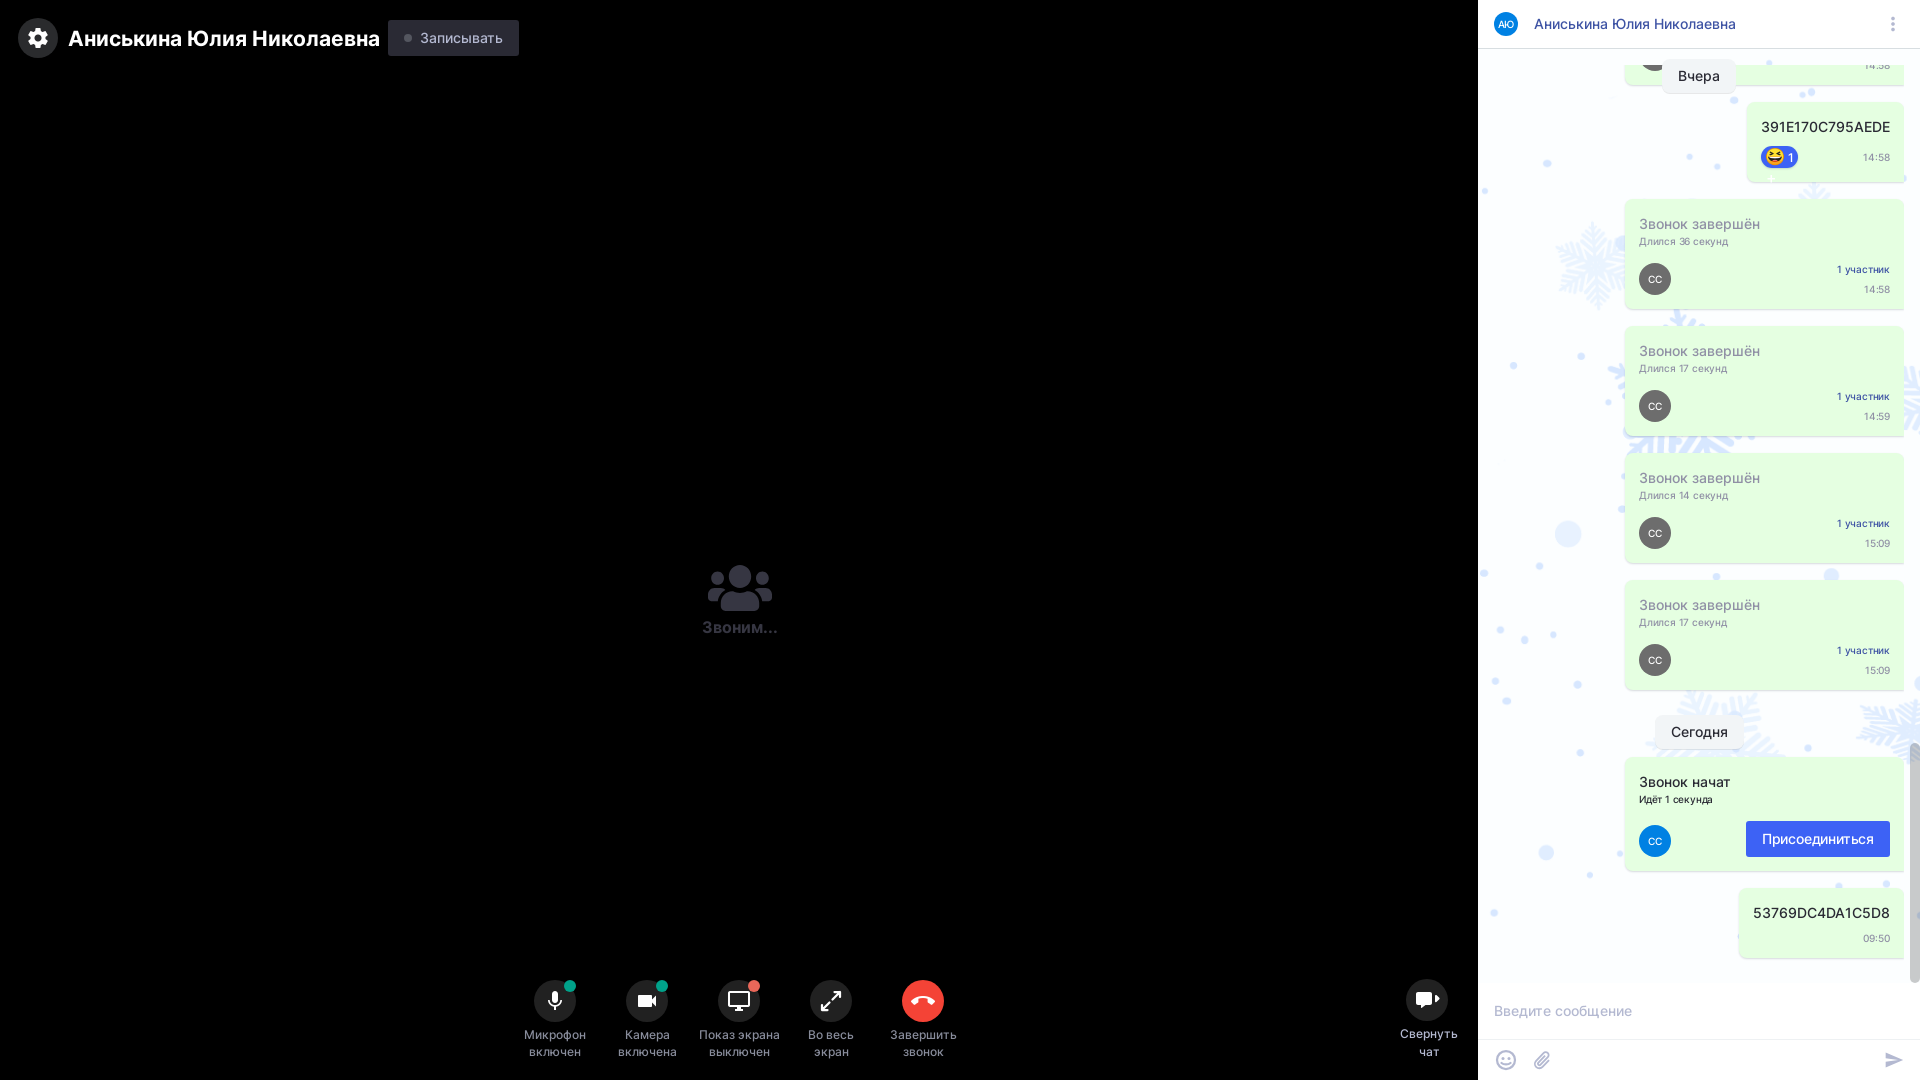 Аниськина Юлия Николаевна
Записывать
Звоним...
Микрофон
включен
Камера
включена
Показ экрана
выключен
Во весь
экран
Завершить
звонок
Свернуть
чат
АЮ
Аниськина Юлия Николаевна
14:58
Вчера
391E170C795AEDE
1
14:58
Звонок завершён
Длился 36 секунд
1 участник
СС
14:58
Звонок завершён
Длился 17 секунд
1 участник
СС
14:59
Звонок завершён
Длился 14 секунд
1 участник
СС
15:09
Звонок завершён
Длился 17 секунд
1 участник
СС
15:09
Сегодня
Звонок начат
Идёт 1 секунда
СС
Присоединиться
53769DC4DA1C5D8
09:50
Введите сообщение